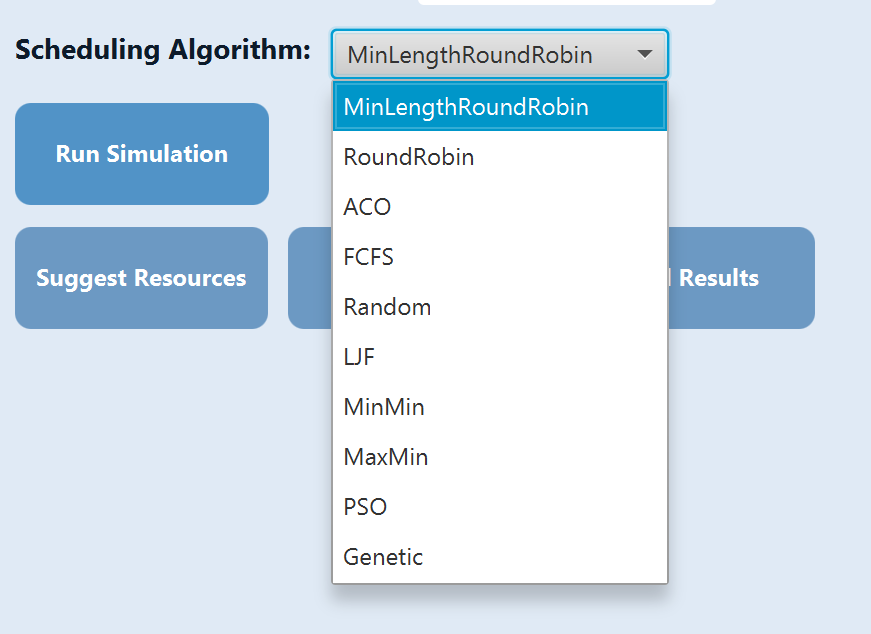 Scheduling Algorithm:
MinLengthRoundRobin
MinLengthRoundRobin
RoundRobin
ACO
FCFS
Random
LJF
MinMin
MaxMin
PSO
Genetic
Run Simulation
Suggest Resources
Results